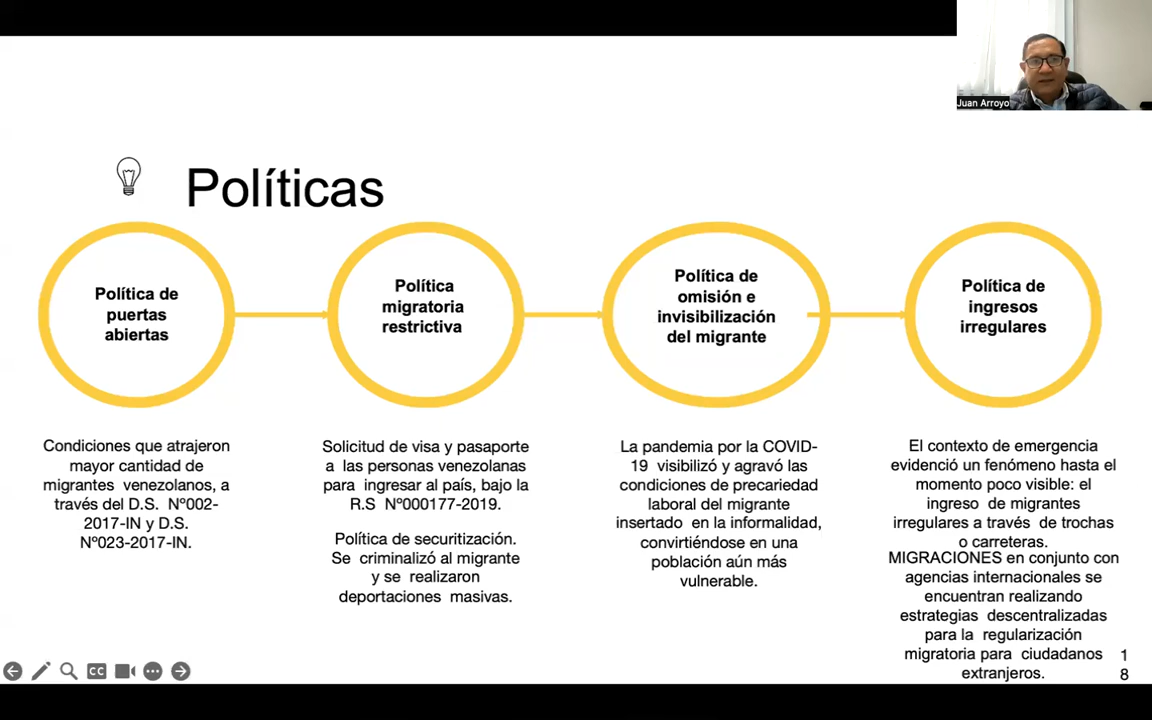 Juan Arroyo
Políticas
Política de
puertas
abiertas
Política
migratoria
restrictiva
Política de
omisión e
invisibilización
del migrante
Política de
ingresos
irregulares
Condiciones que atrajeron
mayor cantidad de
migrantes venezolanos, a
través del D.S. Nº002-
2017-IN y D.S.
Nº023-2017-IN.
Solicitud de visa y pasaporte
a las personas venezolanas
para ingresar al país, bajo la
R.S Nº000177-2019.
Política de securitización.
Se criminalizó al migrante
y se realizaron
deportaciones masivas.
La pandemia por la COVID-
19 visibilizó y agravó las
condiciones de precariedad
laboral del migrante
insertado en la informalidad,
convirtiéndose en una
población aún más
vulnerable.
El contexto de emergencia
evidenció un fenómeno hasta el
momento poco visible: el
ingreso de migrantes
irregulares a través de trochas
o carreteras.
MIGRACIONES en conjunto con
agencias internacionales se
encuentran realizando
estrategias descentralizadas
para la regularización
migratoria para ciudadanos
extranjeros.
1
8
CC